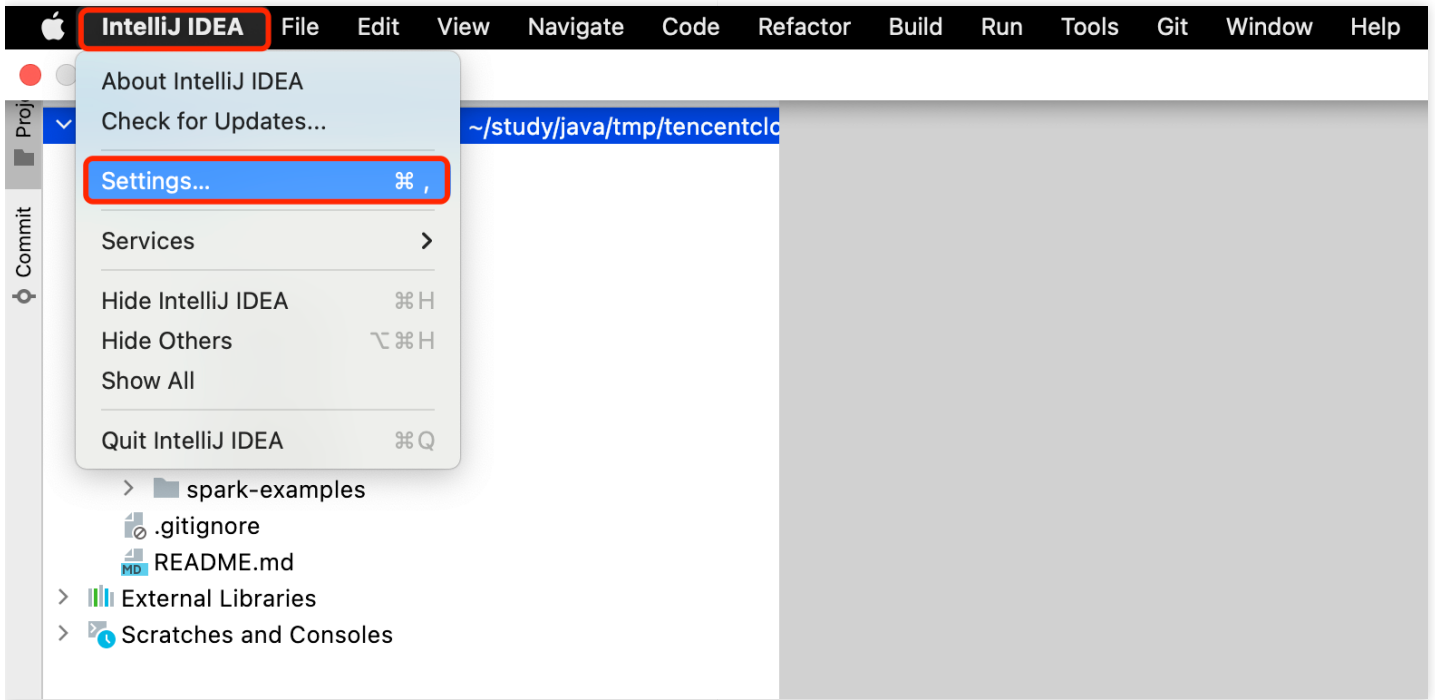 IntelliJ IDEA File Edit View Navigate Code Refactor Build Run Tools Git Window Help
About IntelliJ IDEA
Check for Updates...
~/study/java/tmp/tencentclo
Settings... ⌘ ,
Services
Hide IntelliJ IDEA ⌘H
Hide Others ⌥⌘H
Show All
Quit IntelliJ IDEA ⌘Q
Commit
spark-examples
.gitignore
MD README.md
External Libraries
Scratches and Consoles